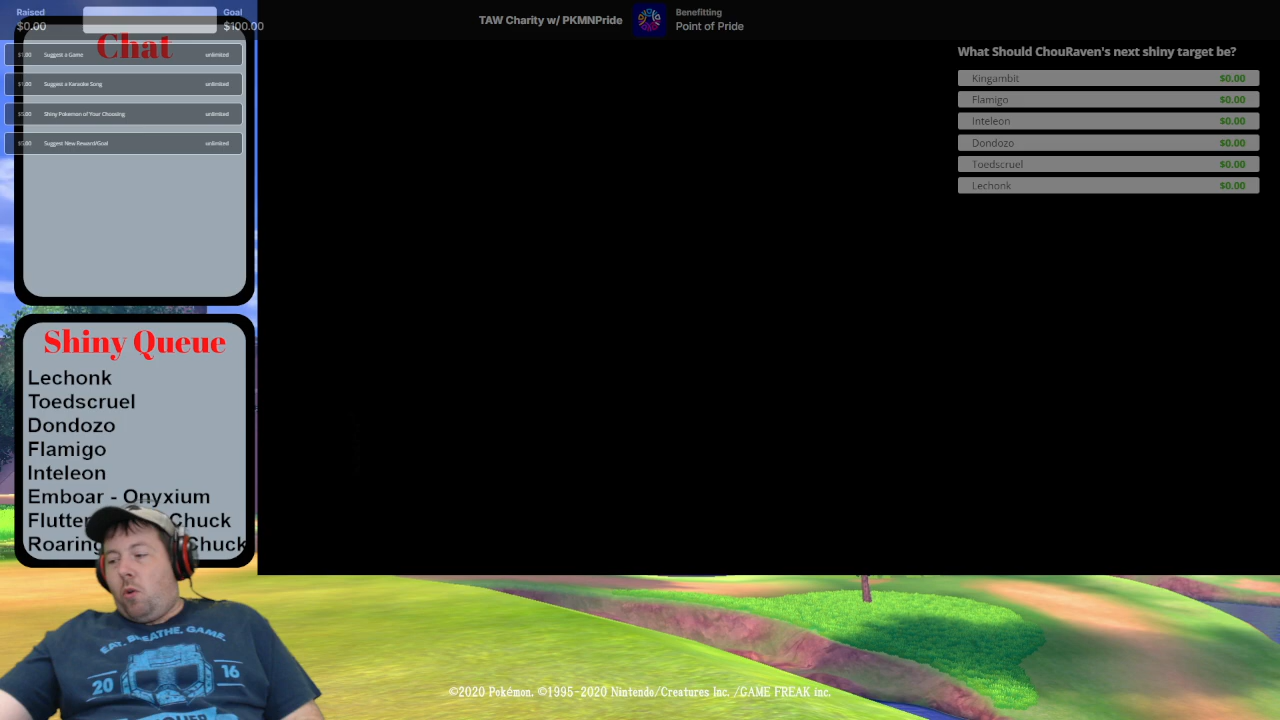 Raised
$0.00
Goal
$100.00
TAW Charity w/ PKMNPride
Benefitting
Point of Pride
Chat
$1.00 Suggest a Game unlimited
$1.00 Suggest a Karaoke Song unlimited
$5.00 Shiny Pokemon of Your Choosing unlimited
$5.00 Suggest New Reward/Goal unlimited
What Should ChouRaven's next shiny target be?
Kingambit $0.00
Flamigo $0.00
Inteleon $0.00
Dondozo $0.00
Toedscruel $0.00
Lechonk $0.00
Shiny Queue
Lechonk
Toedscruel
Dondozo
Flamigo
Inteleon
Emboar - Onyxium
Flutter Chuck
Roaring Chuck
EAT. BREATHE. GAME.
20 16
©2020 Pokémon. ©1995-2020 Nintendo/Creatures Inc. /GAME FREAK inc.